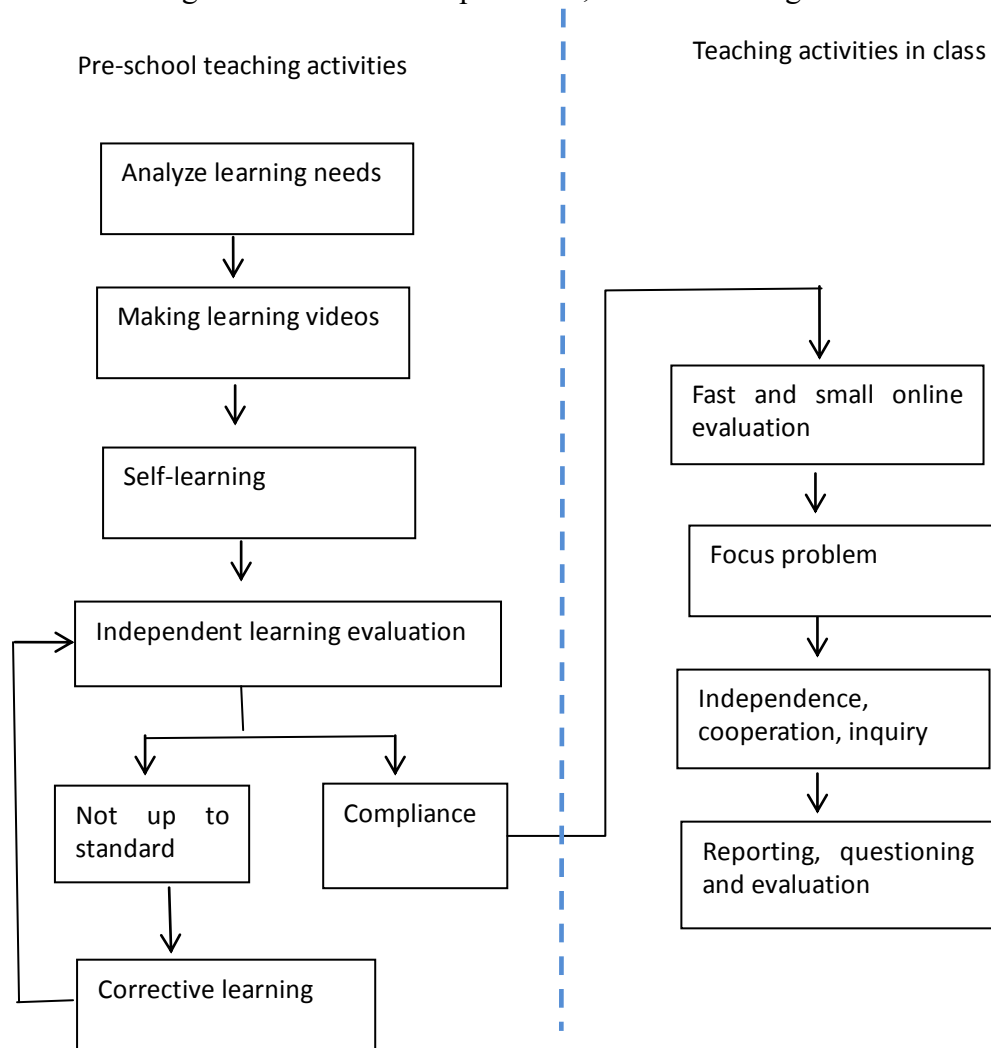 Pre-school teaching activities
Teaching activities in class
Analyze learning needs
Making learning videos
Self-learning
Independent learning evaluation
Not up to
standard
Compliance
Corrective learning
Fast and small online
evaluation
Focus problem
Independence,
cooperation, inquiry
Reporting, questioning
and evaluation